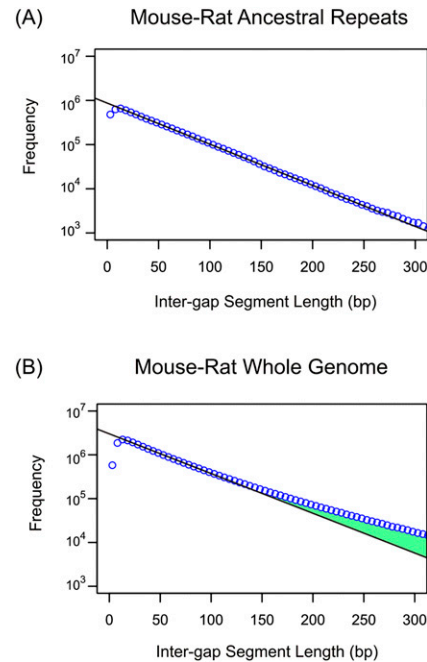 (A) Mouse-Rat Ancestral Repeats
10^7
10^6
10^5
10^4
10^3
Frequency
0 50 100 150 200 250 300
Inter-gap Segment Length (bp)
(B) Mouse-Rat Whole Genome
10^7
10^6
10^5
10^4
10^3
Frequency
0 50 100 150 200 250 300
Inter-gap Segment Length (bp)